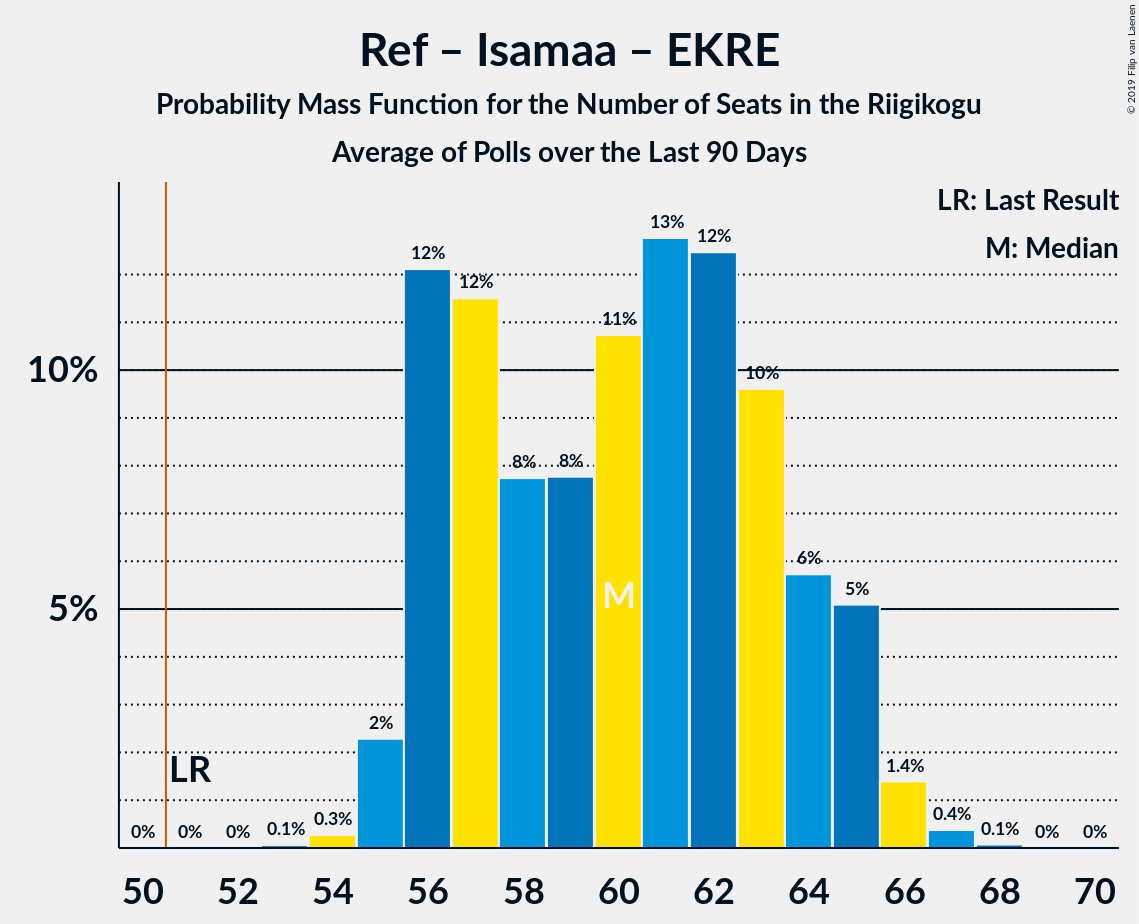 Ref – Isamaa – EKRE
Probability Mass Function for the Number of Seats in the Riigikogu
Average of Polls over the Last 90 Days
© 2019 Filip van Laenen
LR: Last Result
M: Median
10%
5%
0% 0% 0% 0.1% 0.3% 2% 12% 12% 8% 8% 11% 13% 12% 10% 6% 5% 1.4% 0.4% 0.1% 0% 0%
LR
M
50 52 54 56 58 60 62 64 66 68 70